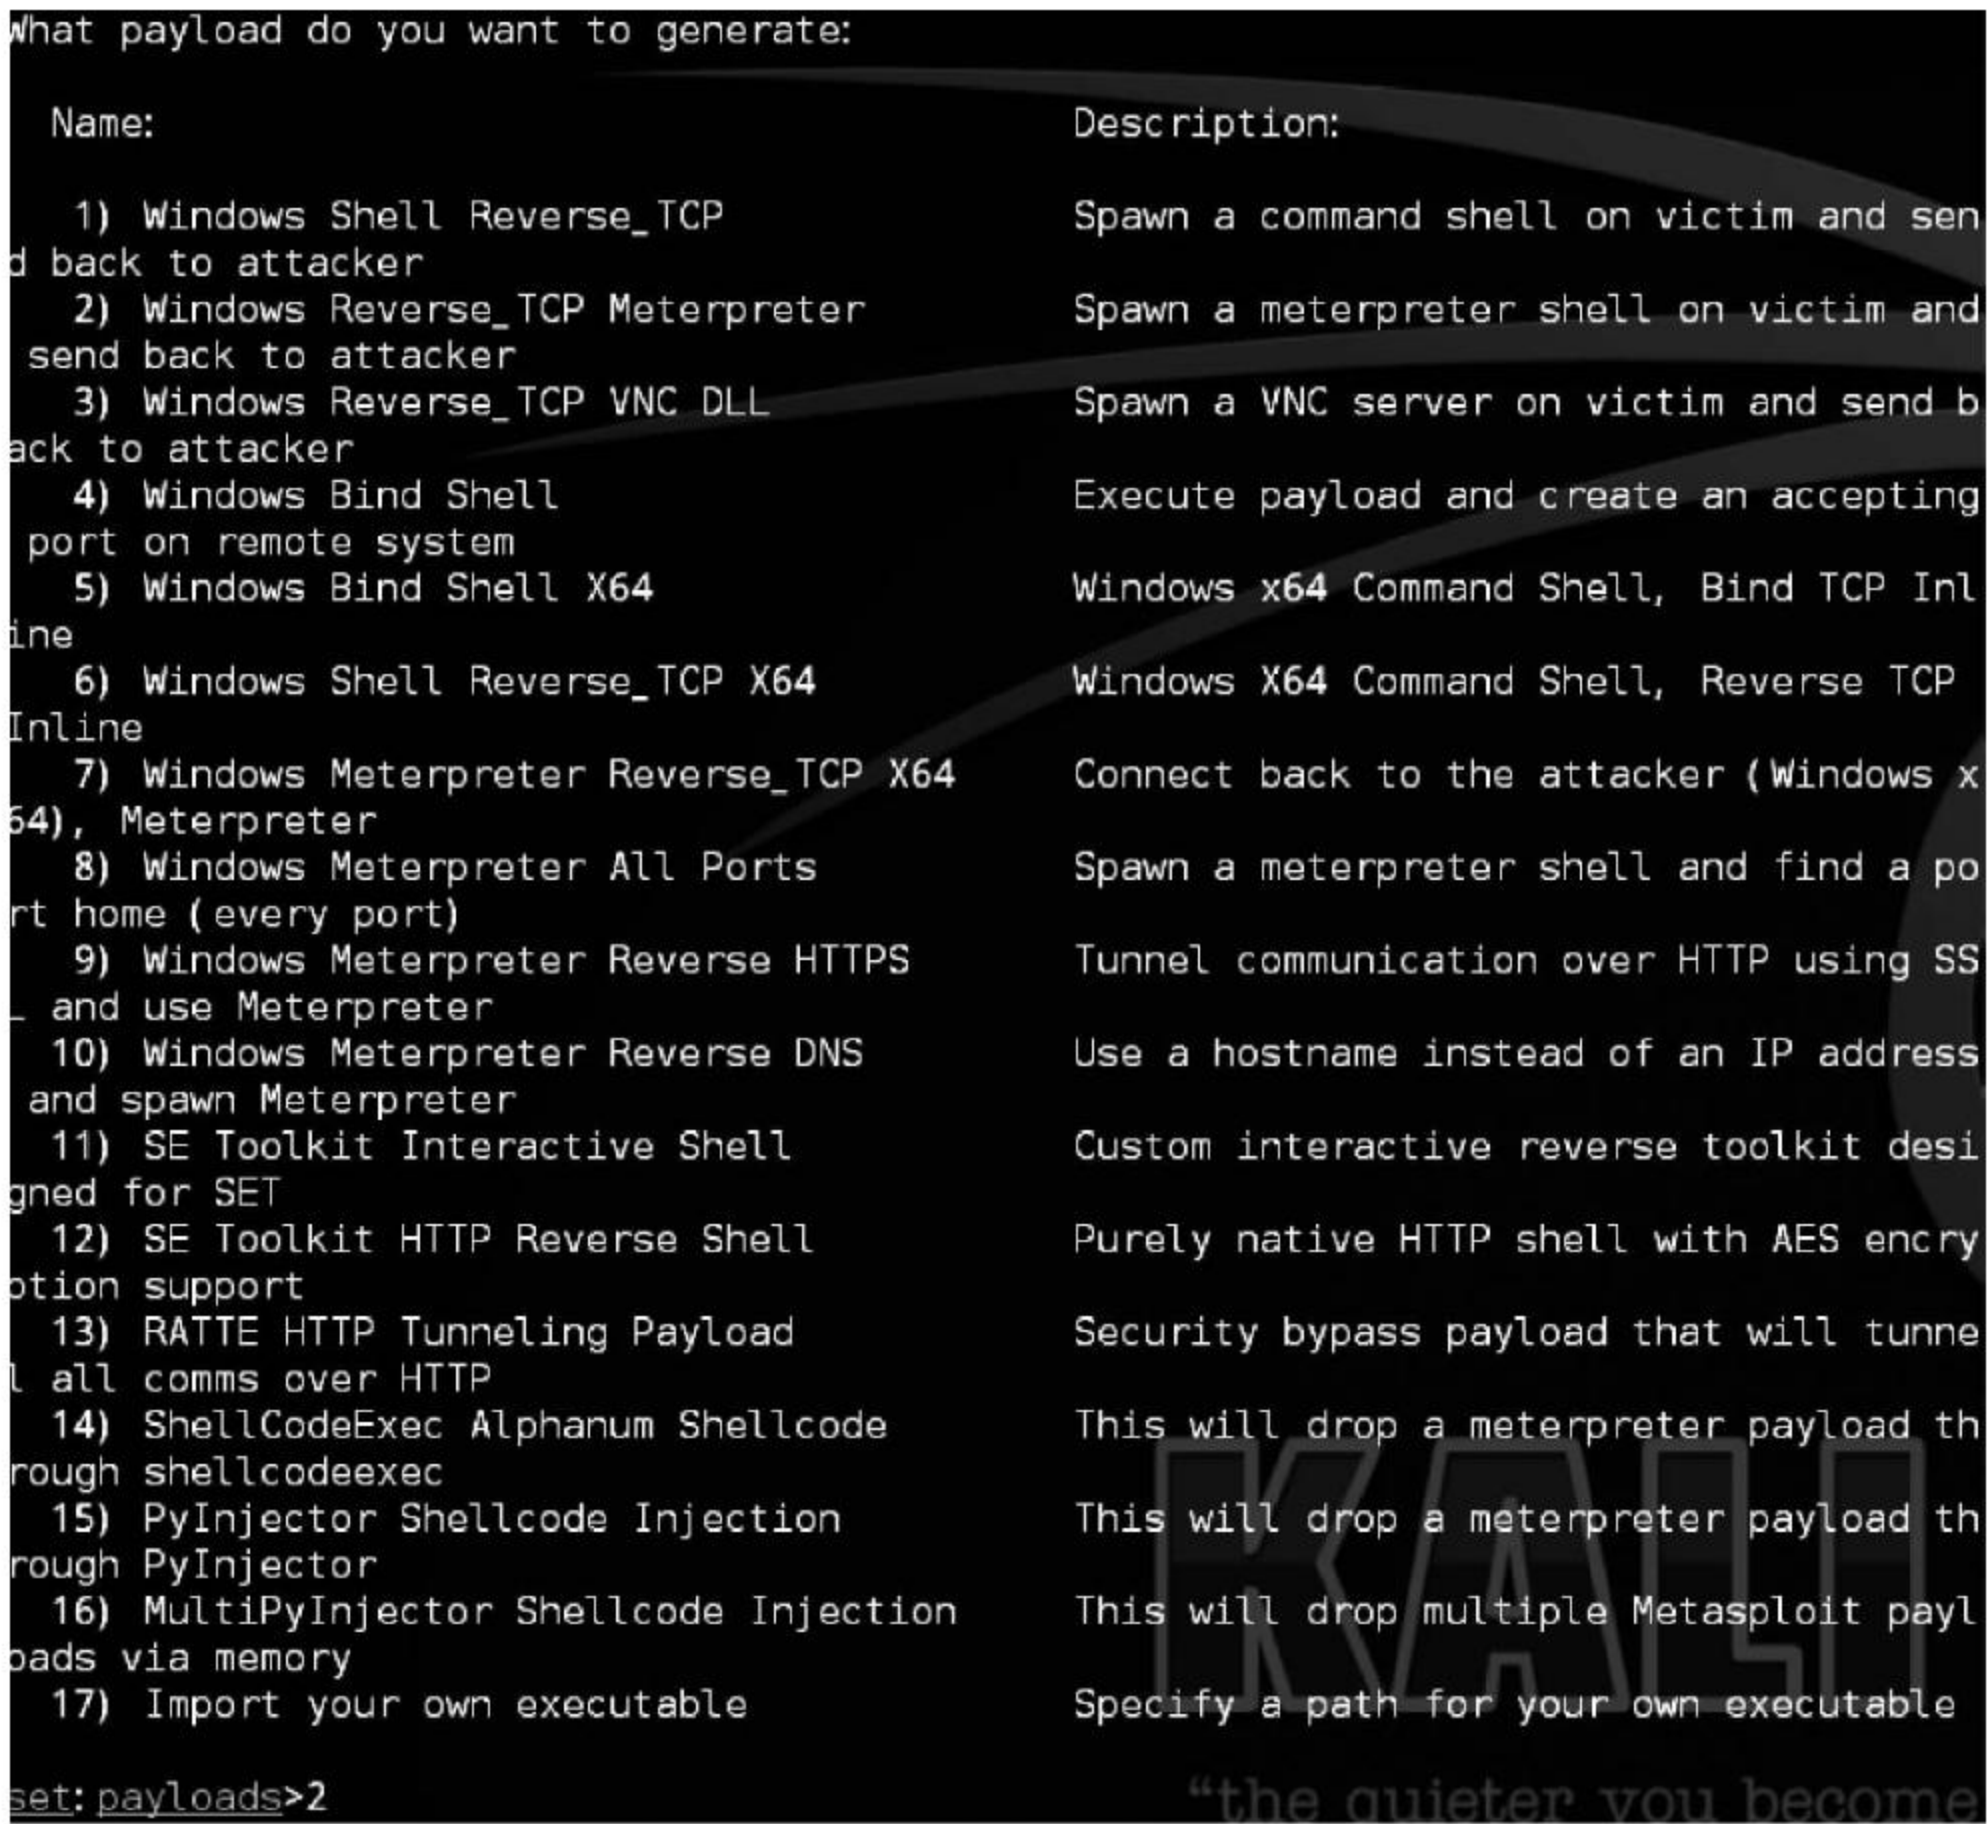 What payload do you want to generate:
Name: Description:
1) Windows Shell Reverse_TCP Spawn a command shell on victim and sen
d back to attacker
2) Windows Reverse_TCP Meterpreter Spawn a meterpreter shell on victim and
send back to attacker
3) Windows Reverse_TCP VNC DLL Spawn a VNC server on victim and send b
ack to attacker
4) Windows Bind Shell Execute payload and create an accepting
port on remote system
5) Windows Bind Shell X64 Windows x64 Command Shell, Bind TCP Inl
ine
6) Windows Shell Reverse_TCP X64 Windows X64 Command Shell, Reverse TCP
Inline
7) Windows Meterpreter Reverse_TCP X64 Connect back to the attacker (Windows x
64), Meterpreter
8) Windows Meterpreter All Ports Spawn a meterpreter shell and find a po
rt home (every port)
9) Windows Meterpreter Reverse HTTPS Tunnel communication over HTTP using SS
L and use Meterpreter
10) Windows Meterpreter Reverse DNS Use a hostname instead of an IP address
and spawn Meterpreter
11) SE Toolkit Interactive Shell Custom interactive reverse toolkit desi
gned for SET
12) SE Toolkit HTTP Reverse Shell Purely native HTTP shell with AES encry
ption support
13) RATTE HTTP Tunneling Payload Security bypass payload that will tunne
l all comms over HTTP
14) ShellCodeExec Alphanum Shellcode This will drop a meterpreter payload th
rough shellcodeexec
15) PyInjector Shellcode Injection This will drop a meterpreter payload th
rough PyInjector
16) MultiPyInjector Shellcode Injection This will drop multiple Metasploit payl
oads via memory
17) Import your own executable Specify a path for your own executable
KALI
set:payloads>2
“the quieter you become